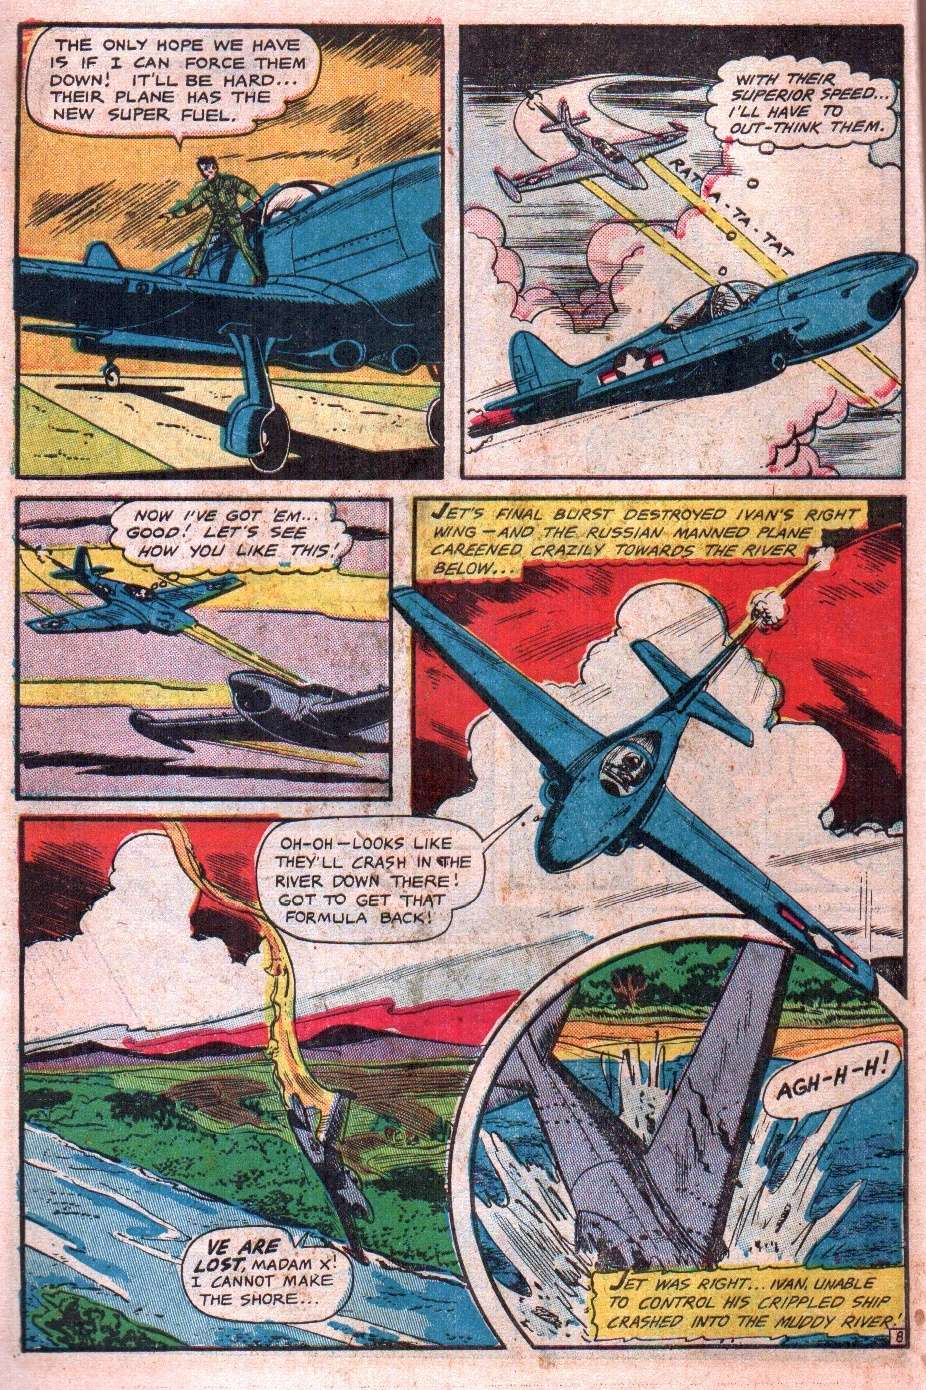 THE ONLY HOPE WE HAVE
IS IF I CAN FORCE THEM
DOWN! IT'LL BE HARD...
THEIR PLANE HAS THE
NEW SUPER FUEL.
WITH THEIR
SUPERIOR SPEED...
I'LL HAVE TO
OUT-THINK THEM.
RAT-A-TA-TAT
NOW I'VE GOT 'EM...
GOOD! LET'S SEE
HOW YOU LIKE THIS!
JET'S FINAL BURST DESTROYED IVAN'S RIGHT
WING—AND THE RUSSIAN MANNED PLANE
CAREENED CRAZILY TOWARDS THE RIVER
BELOW...
OH-OH—LOOKS LIKE
THEY'LL CRASH IN THE
RIVER DOWN THERE!
GOT TO GET THAT
FORMULA BACK!
VE ARE
LOST, MADAM X!
I CANNOT MAKE
THE SHORE...
AGH-H-H!
JET WAS RIGHT... IVAN, UNABLE
TO CONTROL HIS CRIPPLED SHIP
CRASHED INTO THE MUDDY RIVER!
8